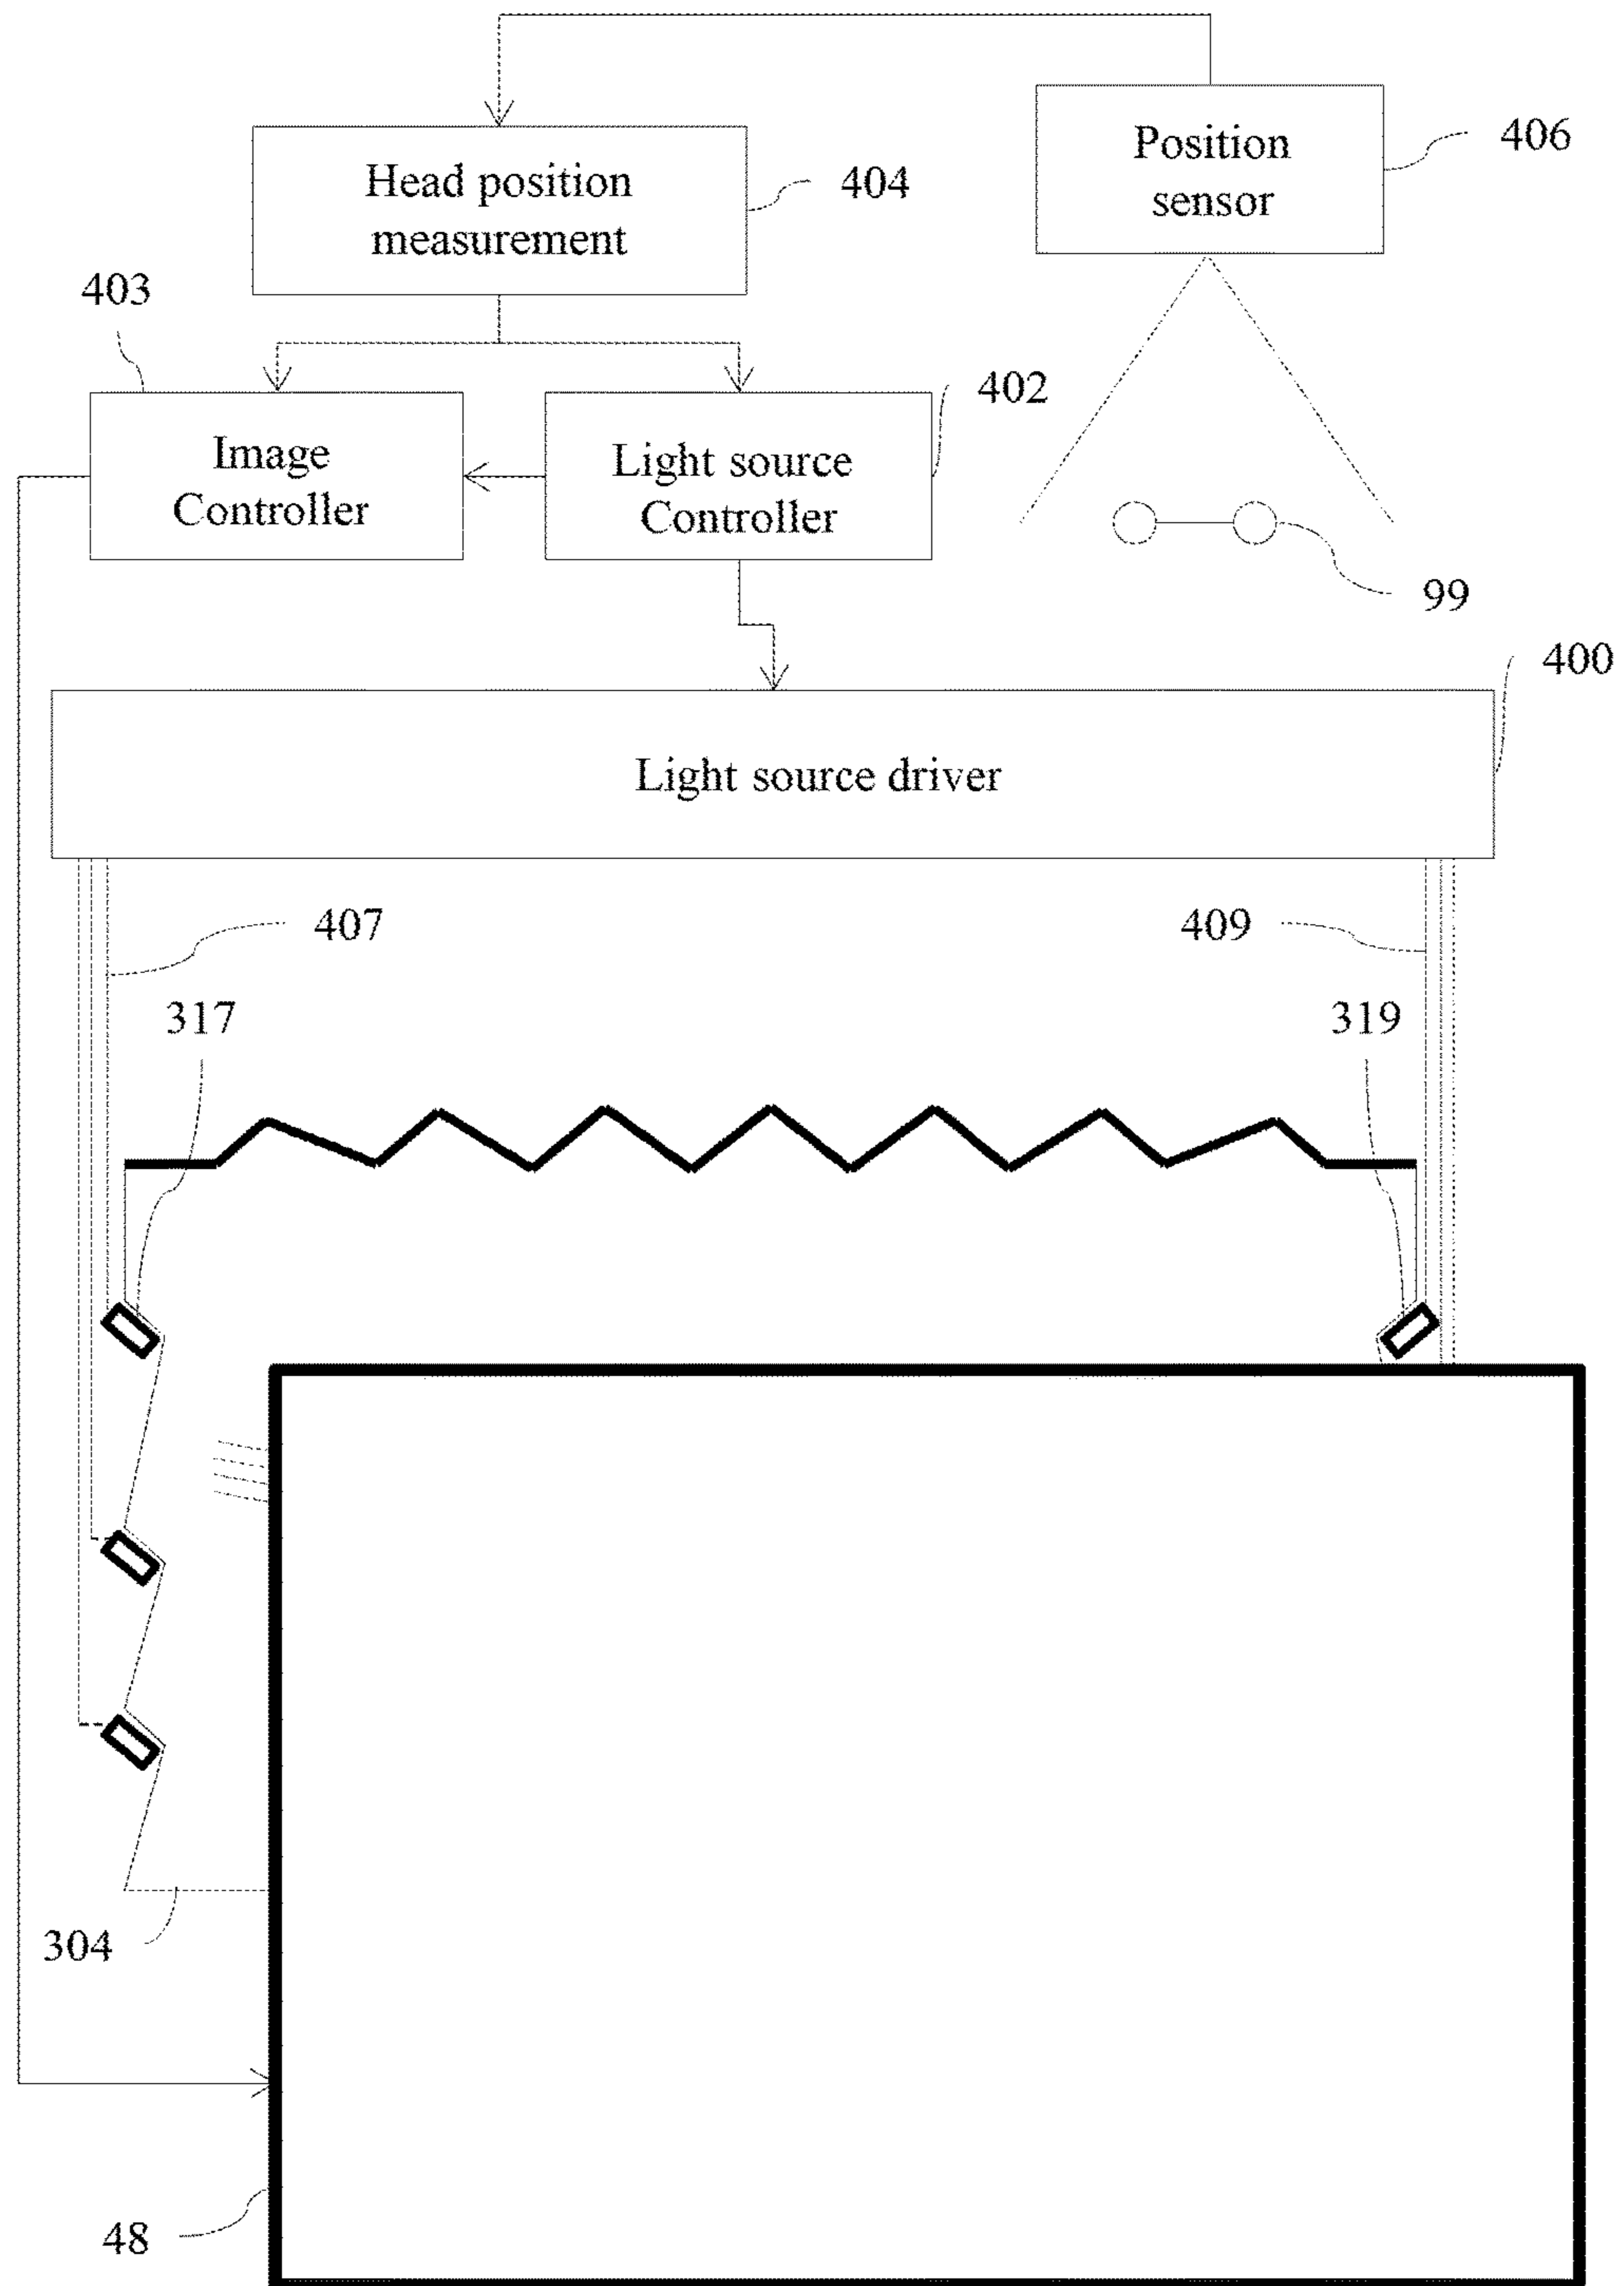 Position
sensor
406
Head position
measurement
404
403
402
Image
Controller
Light source
Controller
99
400
Light source driver
407
409
317
319
304
48